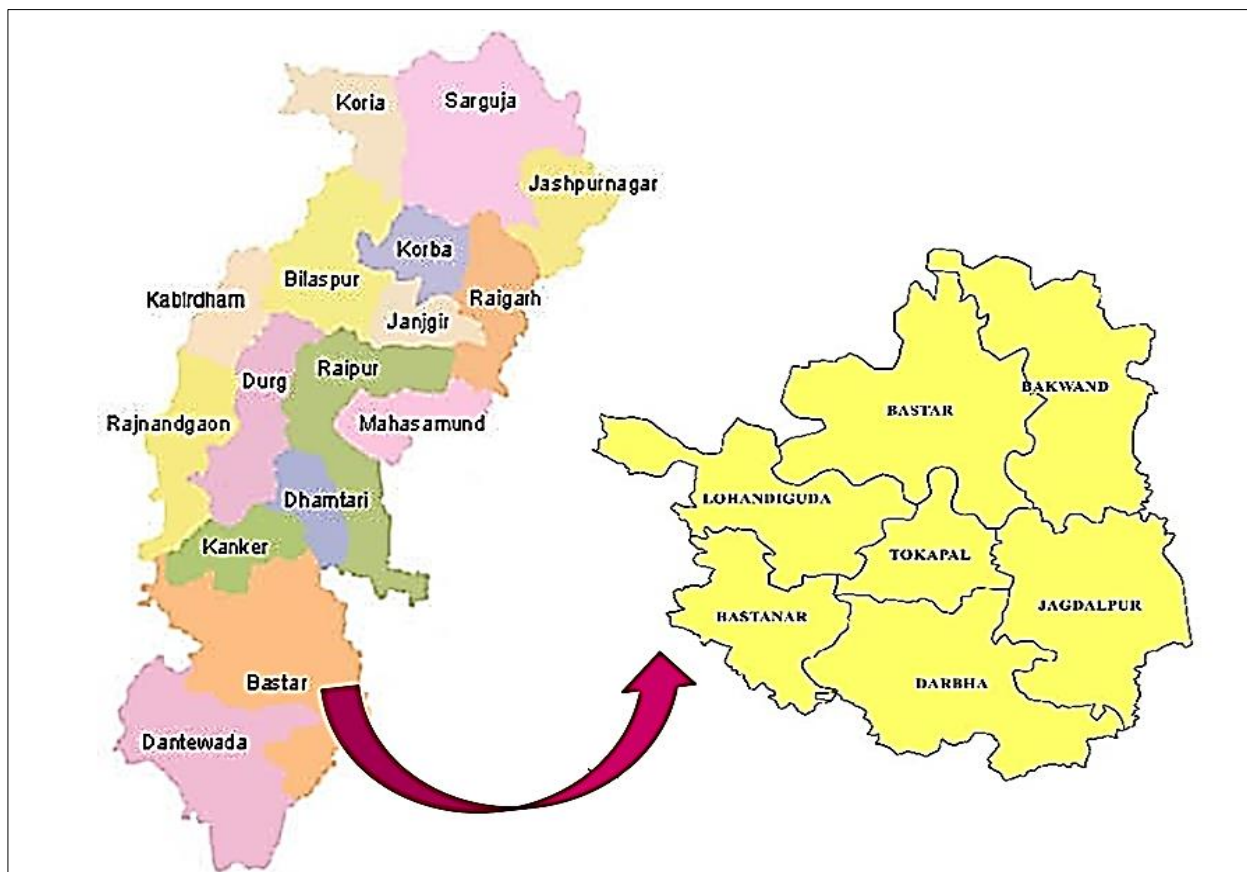 Koria
Sarguja
Jashpurnagar
Korba
Bilaspur
Kabirdham
Raigarh
Janjgir
Raipur
Durg
Rajnandgaon
Mahasamund
Dhamtari
Kanker
Bastar
Dantewada
BAKWAND
BASTAR
LOHANDIGUDA
TOKAPAL
JAGDALPUR
BASTANAR
DARBHA